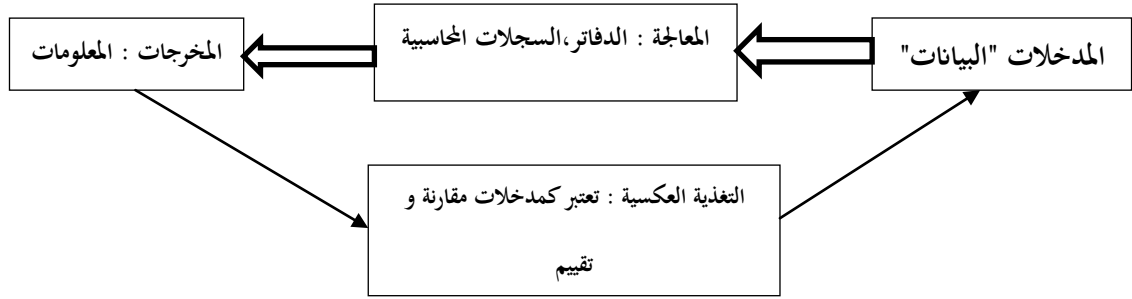 المدخلات "البيانات"
المعالجة : الدفاتر،السجلات المحاسبية
المخرجات : المعلومات
التغذية العكسية : تعتبر كمدخلات مقارنة و
تقييم